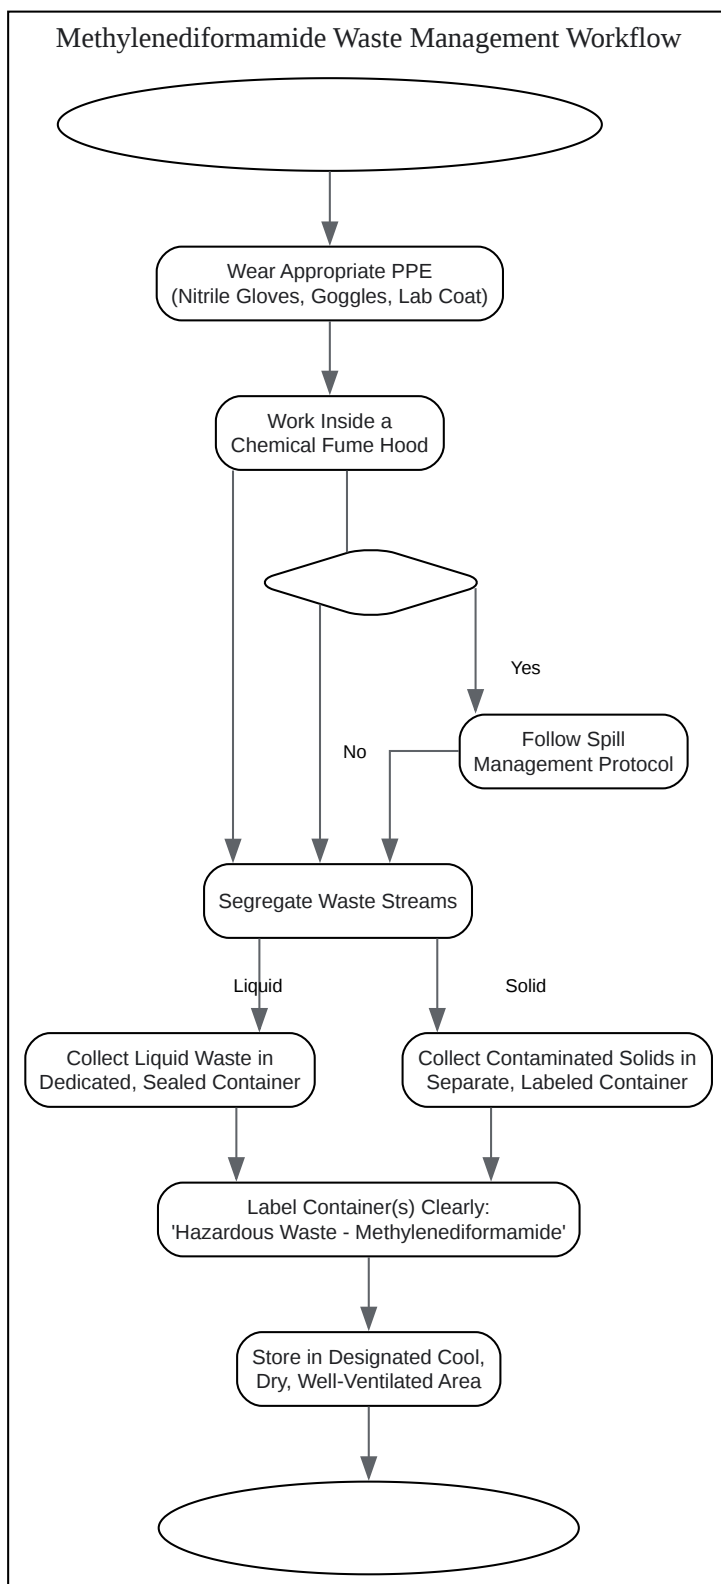 Methylenediformamide Waste Management Workflow
Wear Appropriate PPE
(Nitrile Gloves, Goggles, Lab Coat)
Work Inside a
Chemical Fume Hood
Yes
Follow Spill
Management Protocol
No
Segregate Waste Streams
Liquid
Solid
Collect Liquid Waste in
Dedicated, Sealed Container
Collect Contaminated Solids in
Separate, Labeled Container
Label Container(s) Clearly:
'Hazardous Waste - Methylenediformamide'
Store in Designated Cool,
Dry, Well-Ventilated Area